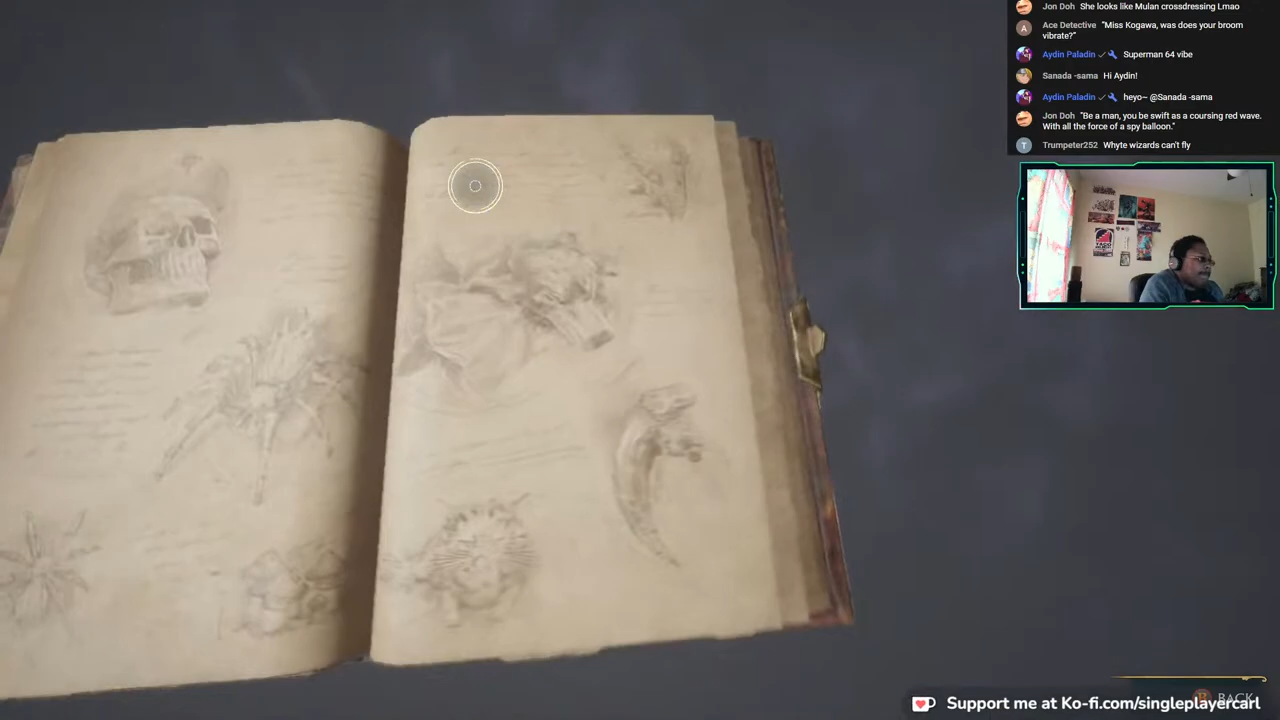 Jon Doh She looks like Mulan crossdressing Lmao
Ace Detective "Miss Kogawa, was does your broom
vibrate?"
Aydin Paladin Superman 64 vibe
Sanada -sama Hi Aydin!
Aydin Paladin heyo~ @Sanada -sama
Jon Doh "Be a man, you be swift as a coursing red wave.
With all the force of a spy balloon."
Trumpeter252 Whyte wizards can't fly
B BACK
Support me at Ko-fi.com/singleplayercarl